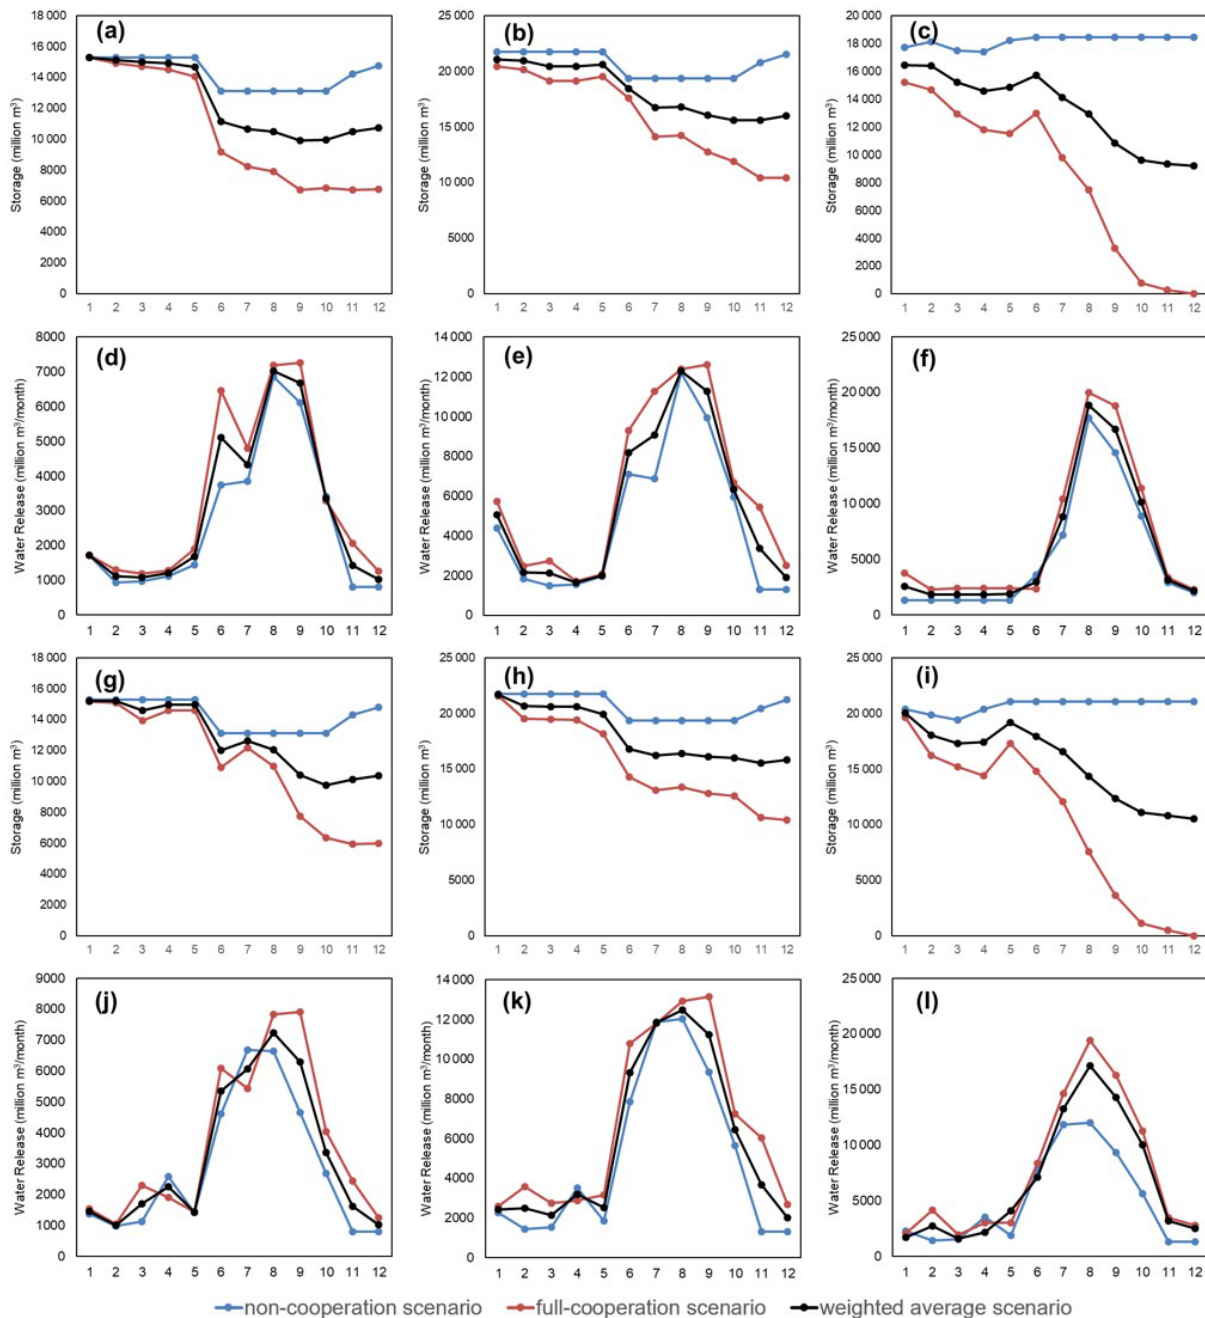 (a)
Storage (million m³)
18 000
16 000
14 000
12 000
10 000
8000
6000
4000
2000
0
1 2 3 4 5 6 7 8 9 10 11 12
(b)
Storage (million m³)
25 000
20 000
15 000
10 000
5000
0
1 2 3 4 5 6 7 8 9 10 11 12
(c)
Storage (million m³)
20 000
18 000
16 000
14 000
12 000
10 000
8000
6000
4000
2000
0
1 2 3 4 5 6 7 8 9 10 11 12
(d)
Water Release (million m³/month)
8000
7000
6000
5000
4000
3000
2000
1000
0
1 2 3 4 5 6 7 8 9 10 11 12
(e)
Water Release (million m³/month)
14 000
12 000
10 000
8000
6000
4000
2000
0
1 2 3 4 5 6 7 8 9 10 11 12
(f)
Water Release (million m³/month)
25 000
20 000
15 000
10 000
5000
0
1 2 3 4 5 6 7 8 9 10 11 12
(g)
Storage (million m³)
18 000
16 000
14 000
12 000
10 000
8000
6000
4000
2000
0
1 2 3 4 5 6 7 8 9 10 11 12
(h)
Storage (million m³)
25 000
20 000
15 000
10 000
5000
0
1 2 3 4 5 6 7 8 9 10 11 12
(i)
Storage (million m³)
25 000
20 000
15 000
10 000
5000
0
1 2 3 4 5 6 7 8 9 10 11 12
(j)
Water Release (million m³/month)
9000
8000
7000
6000
5000
4000
3000
2000
1000
0
1 2 3 4 5 6 7 8 9 10 11 12
(k)
Water Release (million m³/month)
14 000
12 000
10 000
8000
6000
4000
2000
0
1 2 3 4 5 6 7 8 9 10 11 12
(l)
Water Release (million m³/month)
25 000
20 000
15 000
10 000
5000
0
1 2 3 4 5 6 7 8 9 10 11 12
non-cooperation scenario full-cooperation scenario weighted average scenario